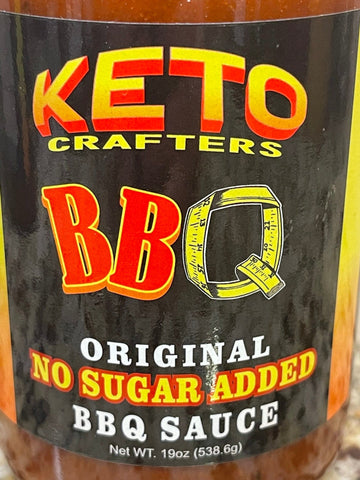 KETO
CRAFTERS
BBQ
ORIGINAL
NO SUGAR ADDED
BBQ SAUCE
Net WT. 19oz (538.6g)